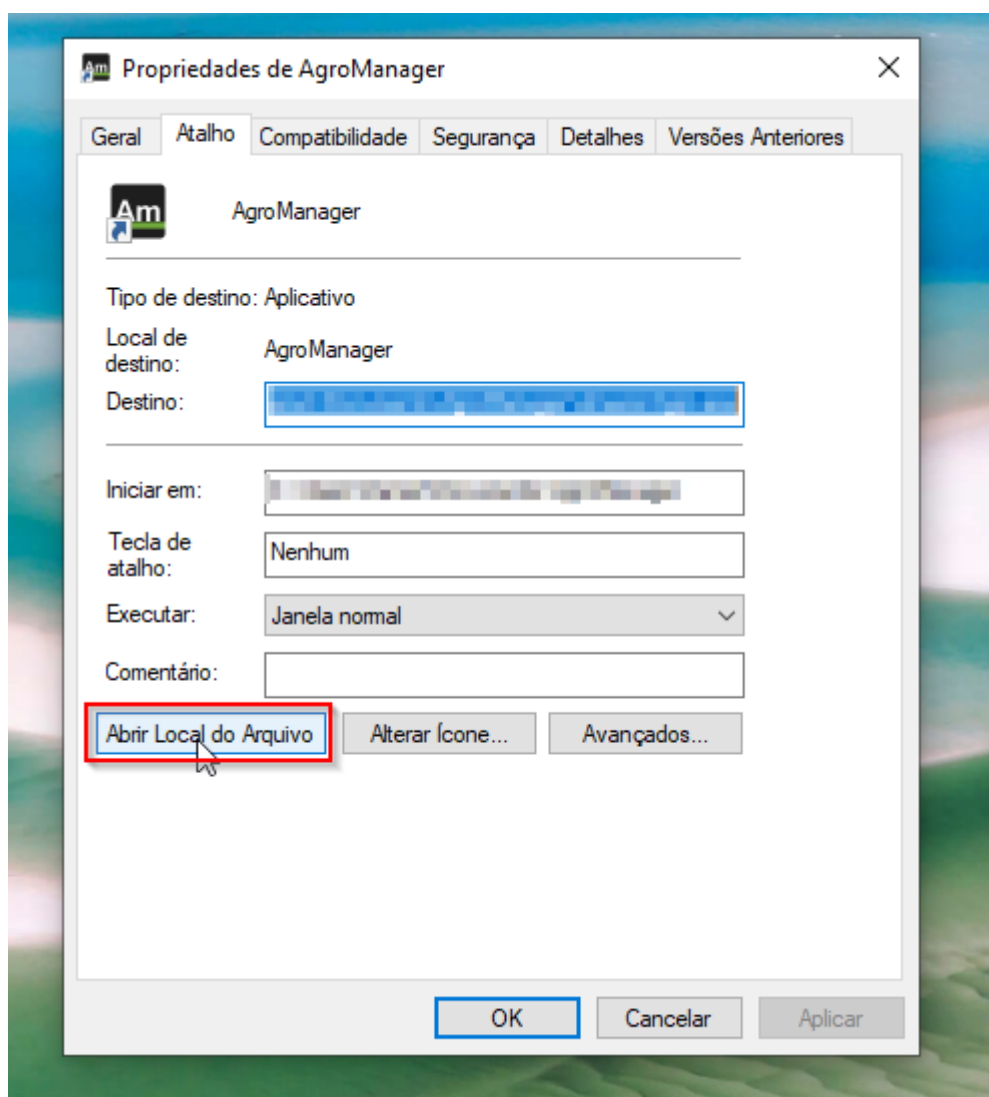 Am Propriedades de AgroManager
Geral Atalho Compatibilidade Segurança Detalhes Versões Anteriores
Am AgroManager
Tipo de destino: Aplicativo
Local de
destino: AgroManager
Destino:
Iniciar em:
Tecla de
atalho: Nenhum
Executar: Janela normal
Comentário:
Abrir Local do Arquivo Alterar Ícone... Avançados...
OK Cancelar Aplicar